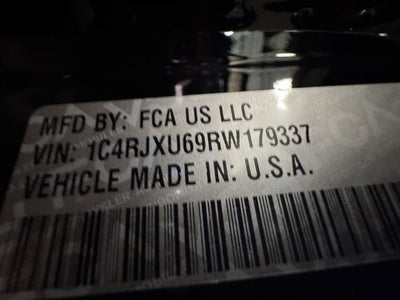 MFD BY: FCA US LLC
VIN: 1C4RJXU69RW179337
VEHICLE MADE IN: U.S.A.